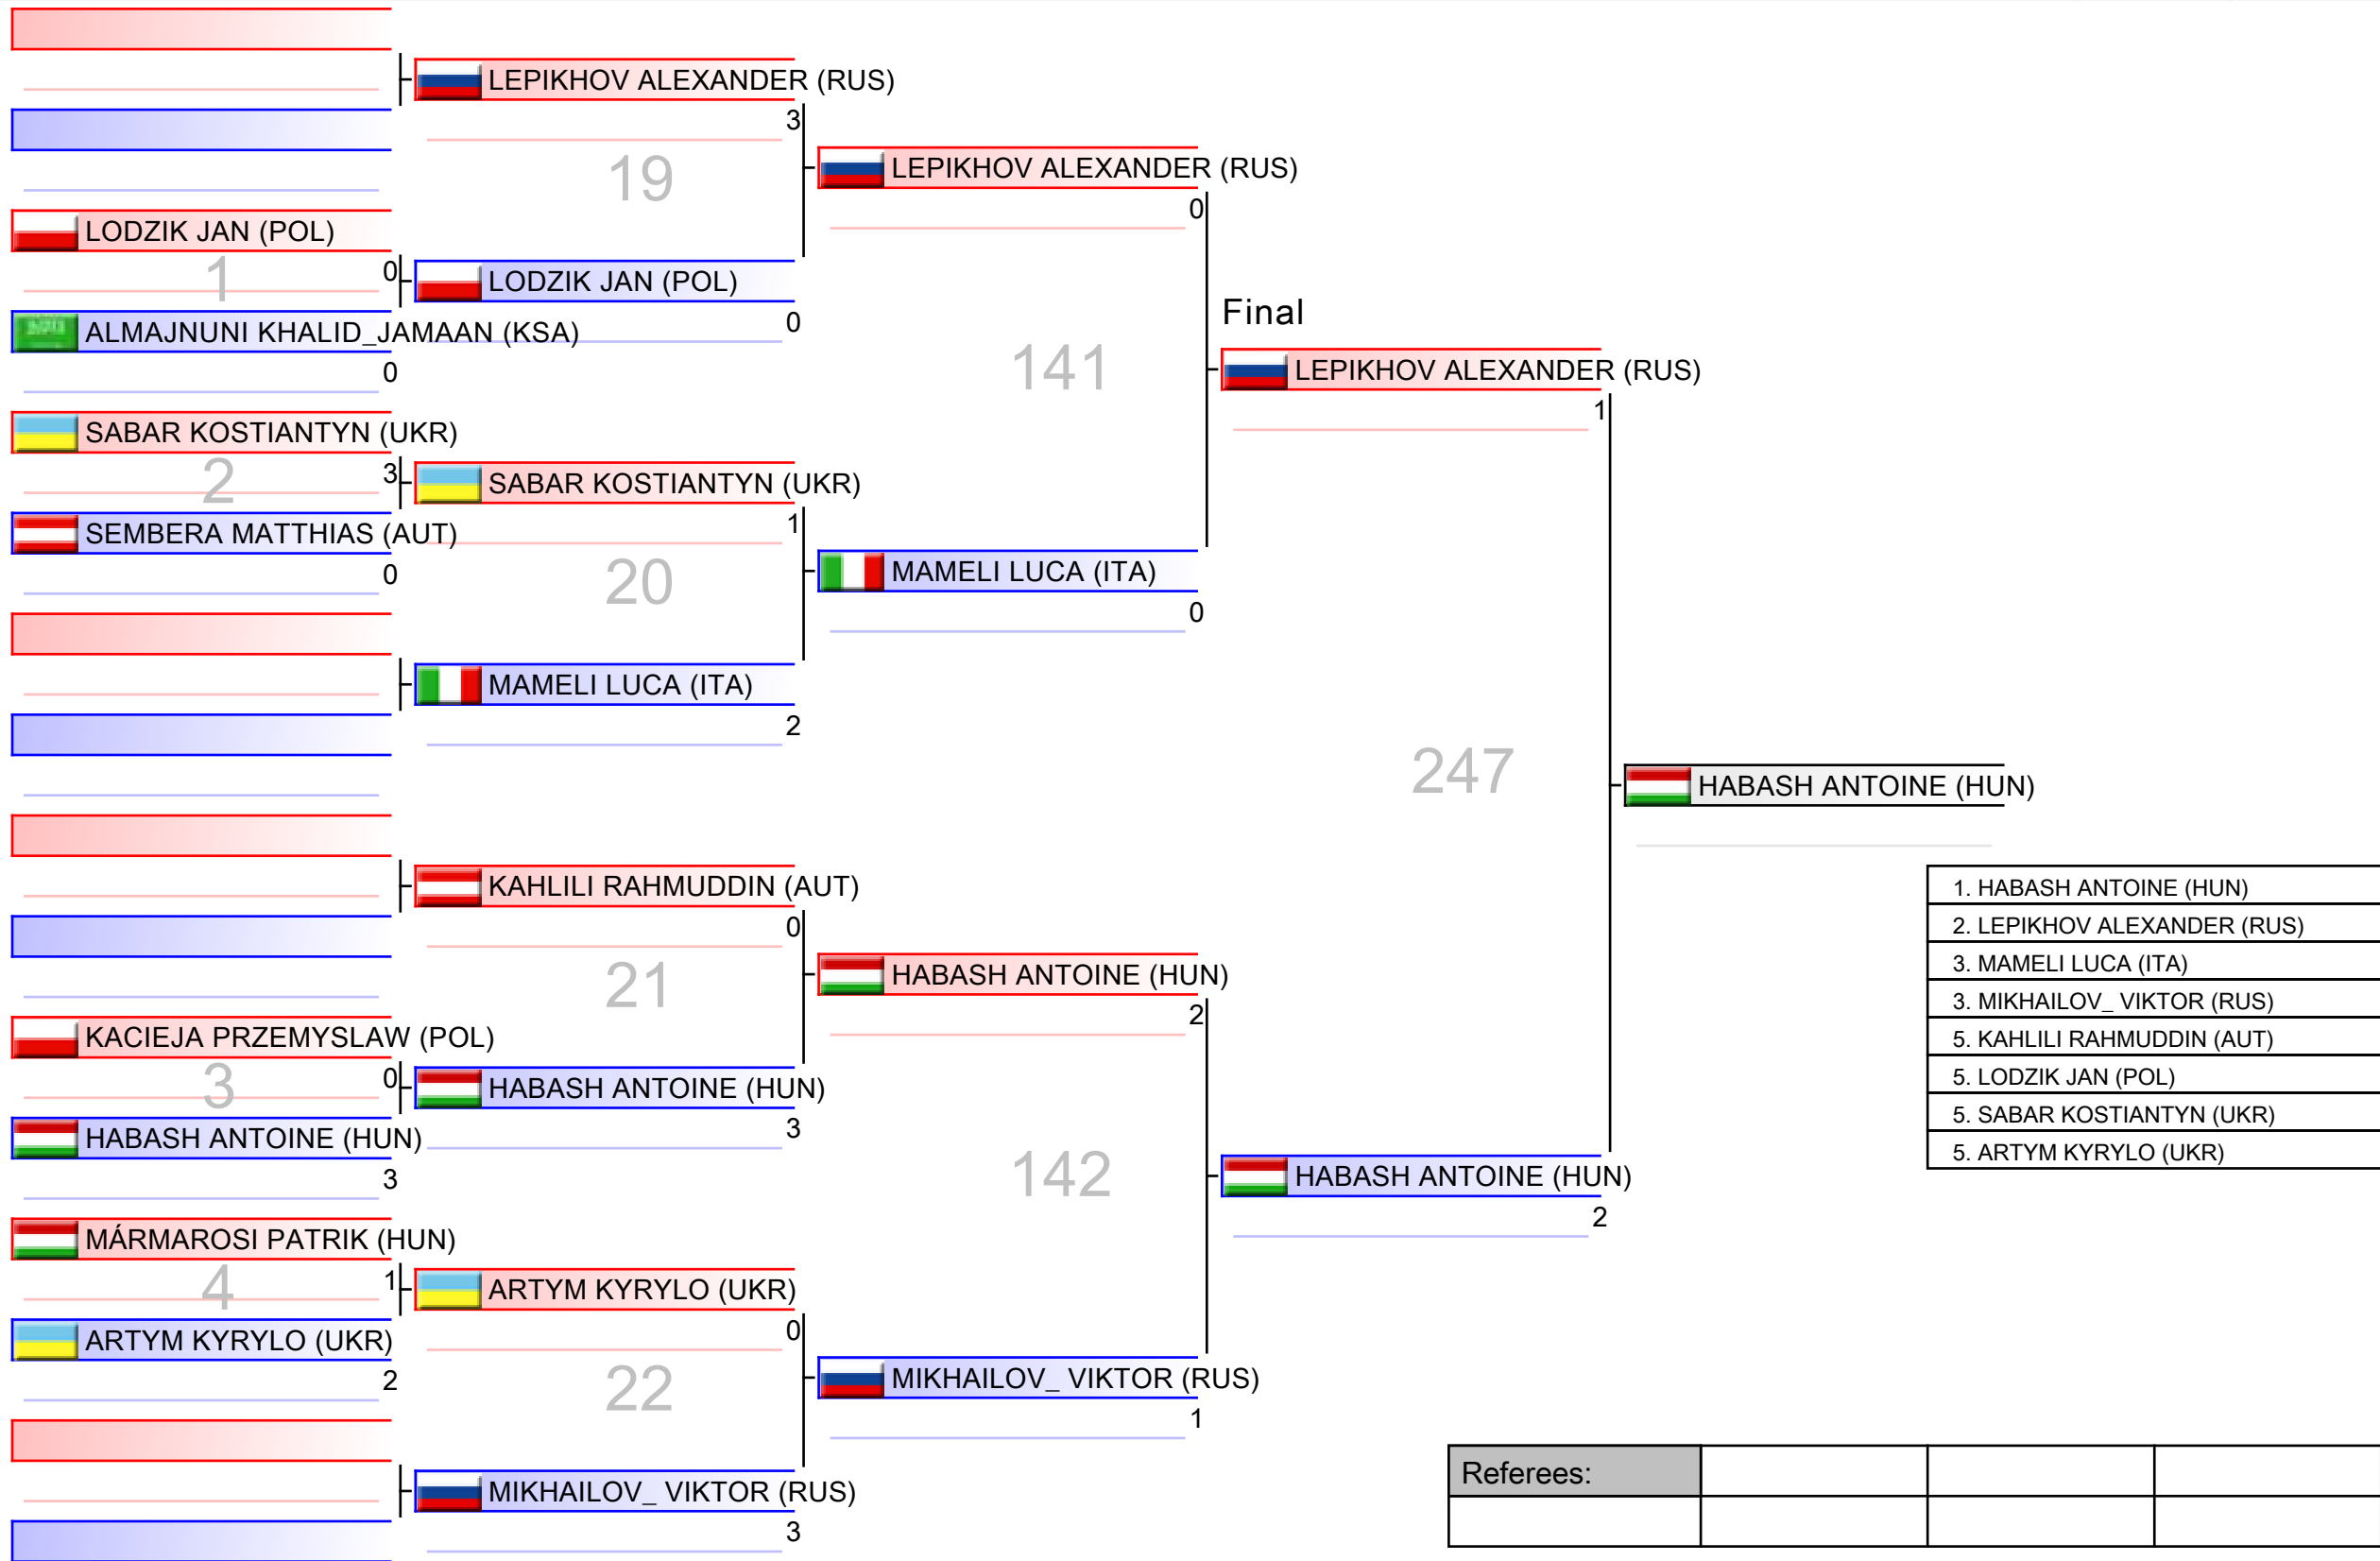 LEPIKHOV ALEXANDER (RUS)
3
19
LODZIK JAN (POL)
0
1
LODZIK JAN (POL)
0
ALMAJNUNI KHALID_JAMAAN (KSA)
0
LEPIKHOV ALEXANDER (RUS)
0
141
SABAR KOSTIANTYN (UKR)
3
2
SABAR KOSTIANTYN (UKR)
1
SEMBERA MATTHIAS (AUT)
0
20
MAMELI LUCA (ITA)
0
MAMELI LUCA (ITA)
2
Final
LEPIKHOV ALEXANDER (RUS)
1
247
HABASH ANTOINE (HUN)
KAHLILI RAHMUDDIN (AUT)
0
21
KACIEJA PRZEMYSLAW (POL)
0
3
HABASH ANTOINE (HUN)
3
HABASH ANTOINE (HUN)
3
HABASH ANTOINE (HUN)
2
142
HABASH ANTOINE (HUN)
2
MÁRMAROSI PATRIK (HUN)
1
4
ARTYM KYRYLO (UKR)
0
ARTYM KYRYLO (UKR)
2
22
MIKHAILOV_ VIKTOR (RUS)
1
MIKHAILOV_ VIKTOR (RUS)
3
1. HABASH ANTOINE (HUN)
2. LEPIKHOV ALEXANDER (RUS)
3. MAMELI LUCA (ITA)
3. MIKHAILOV_ VIKTOR (RUS)
5. KAHLILI RAHMUDDIN (AUT)
5. LODZIK JAN (POL)
5. SABAR KOSTIANTYN (UKR)
5. ARTYM KYRYLO (UKR)
Referees: